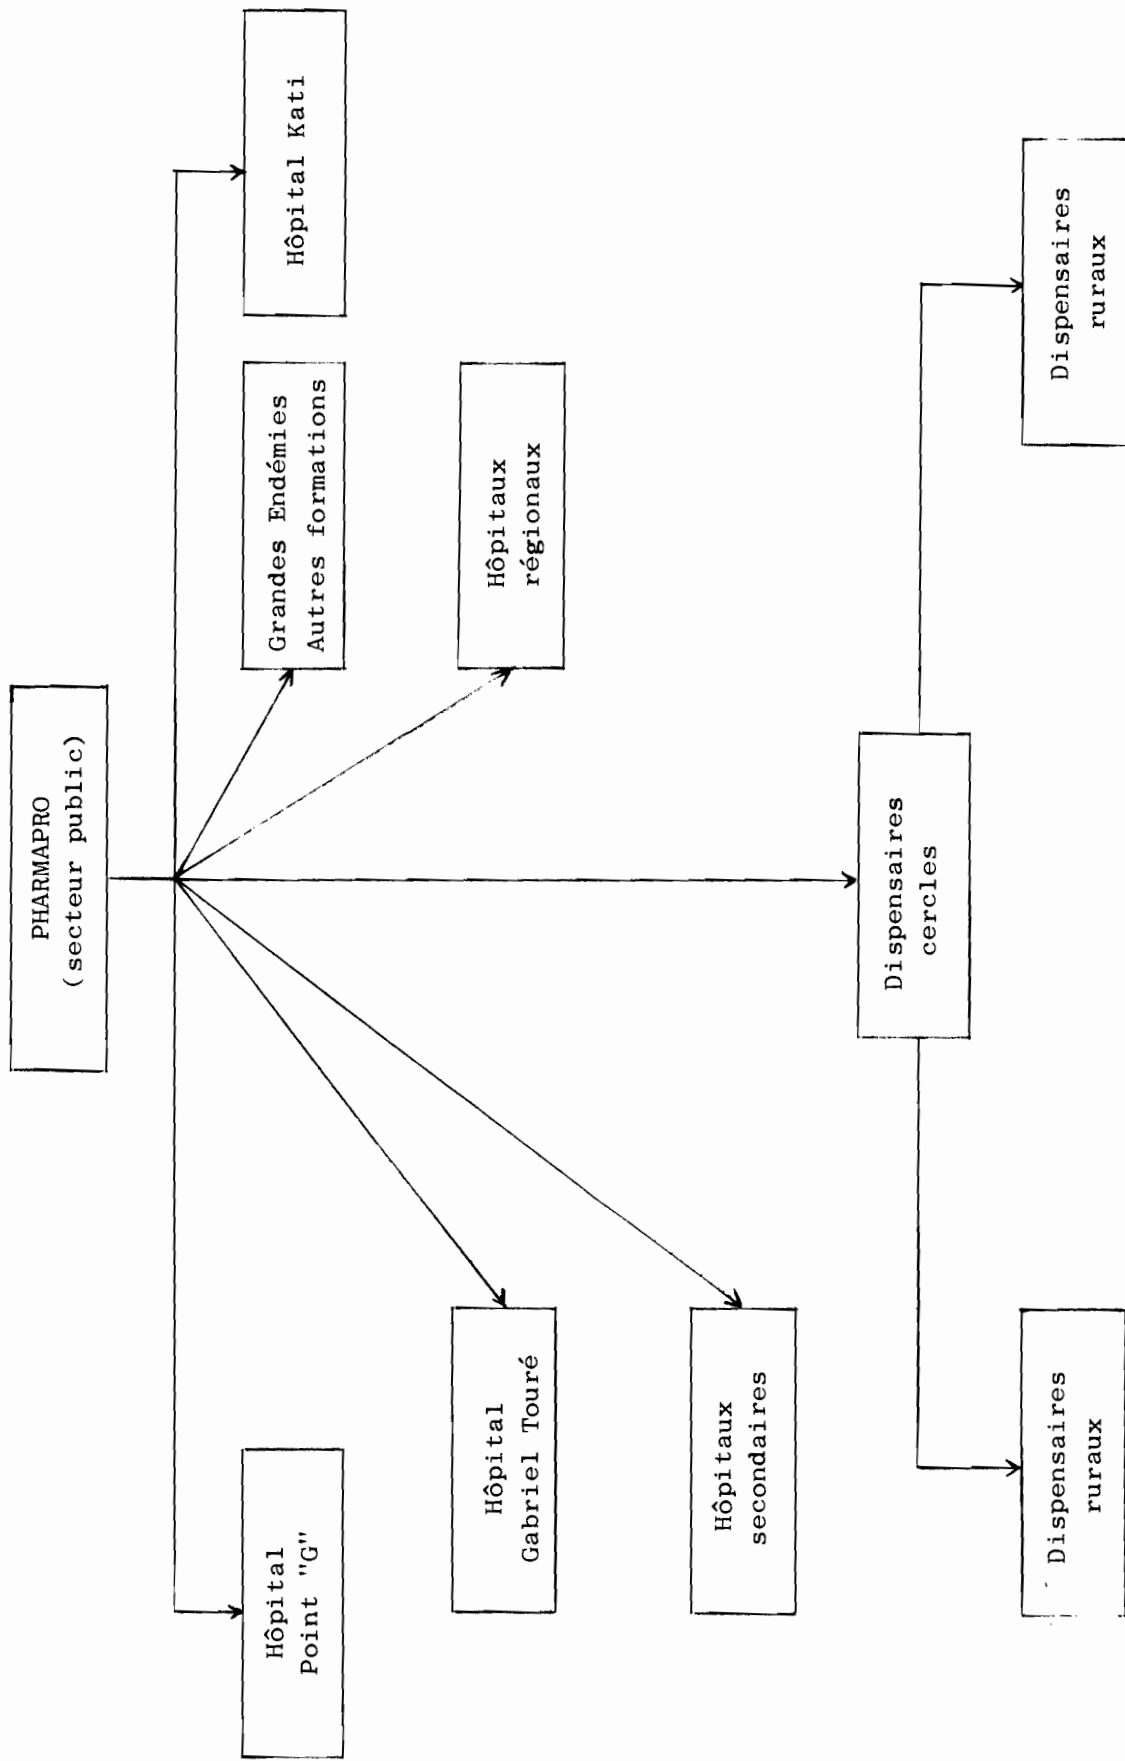 PHARMAPRO
(secteur public)
Hôpital
Point "G"
Grandes Endémies
Autres formations
Hôpital Kati
Hôpital
Gabriel Touré
Hôpitaux
régionaux
Hôpitaux
secondaires
Dispensaires
cercles
Dispensaires
ruraux
Dispensaires
ruraux